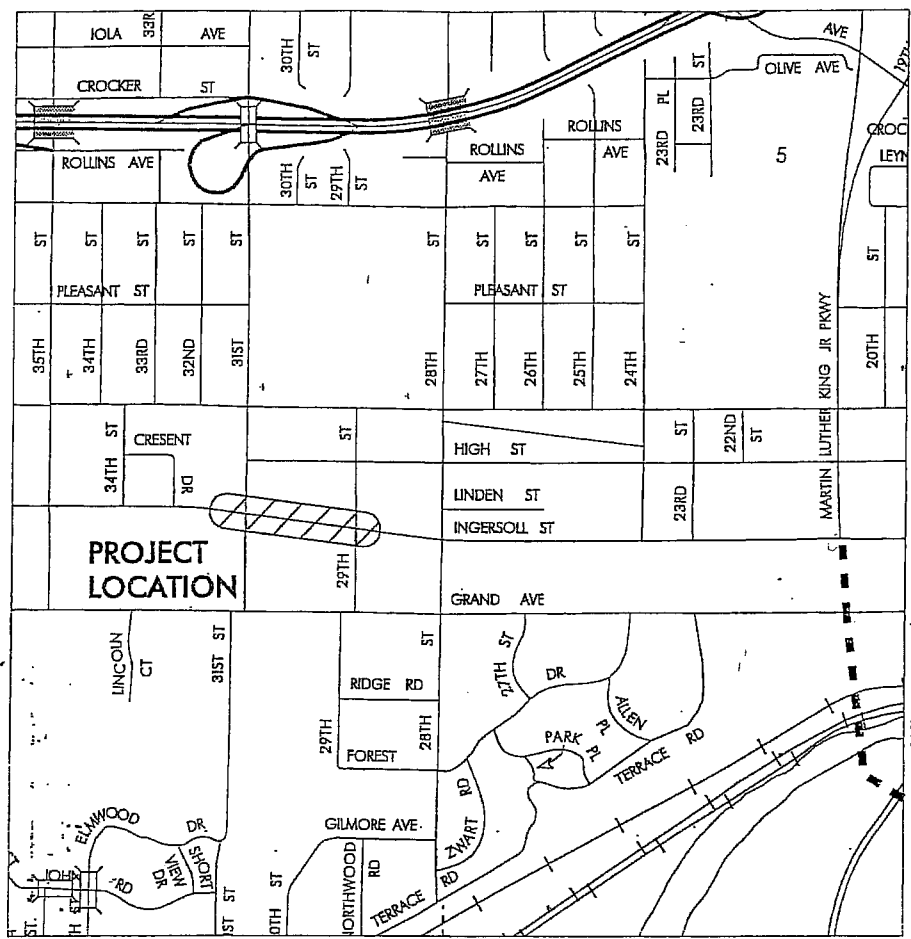 IOLA AVE
33R
30TH ST
AVE
19TH
OLIVE AVE
CROCKER ST
23RD PL
23RD ST
ROLLINS AVE
ROLLINS AVE
ROLLINS AVE
5
CROC
LEYN
30TH ST
29TH ST
35TH ST
34TH ST
33RD ST
32ND ST
31ST ST
28TH ST
27TH ST
26TH ST
25TH ST
24TH ST
20TH ST
PLEASANT ST
PLEASANT ST
MARTIN LUTHER KING JR PKWY
34TH ST
CRESENT DR
ST
HIGH ST
23RD ST
22ND ST
LINDEN ST
INGERSOLL ST
PROJECT
LOCATION
29TH
GRAND AVE
LINCOLN CT
31ST ST
29TH
28TH ST
RIDGE RD
FOREST
27TH ST
DR
ALLEN PL
PARK PL
TERRACE RD
ZWART RD
ELMWOOD DR
SHORT VIEW DR
RD
GILMORE AVE
NORTHWOOD RD
TERRACE RD
ST
ST